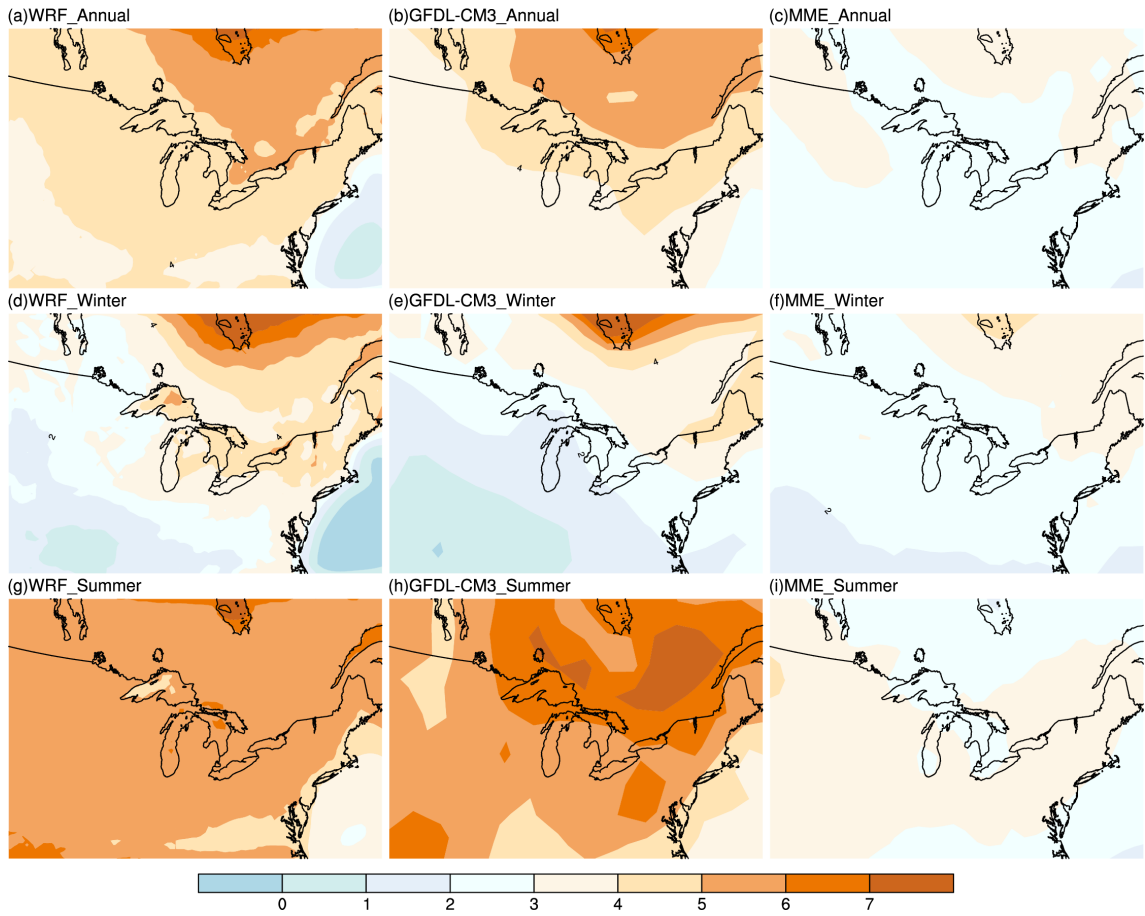 (a)WRF_Annual
(b)GFDL-CM3_Annual
(c)MME_Annual
4
4
(d)WRF_Winter
(e)GFDL-CM3_Winter
(f)MME_Winter
4
4
2
4
2
2
(g)WRF_Summer
(h)GFDL-CM3_Summer
(i)MME_Summer
0 1 2 3 4 5 6 7